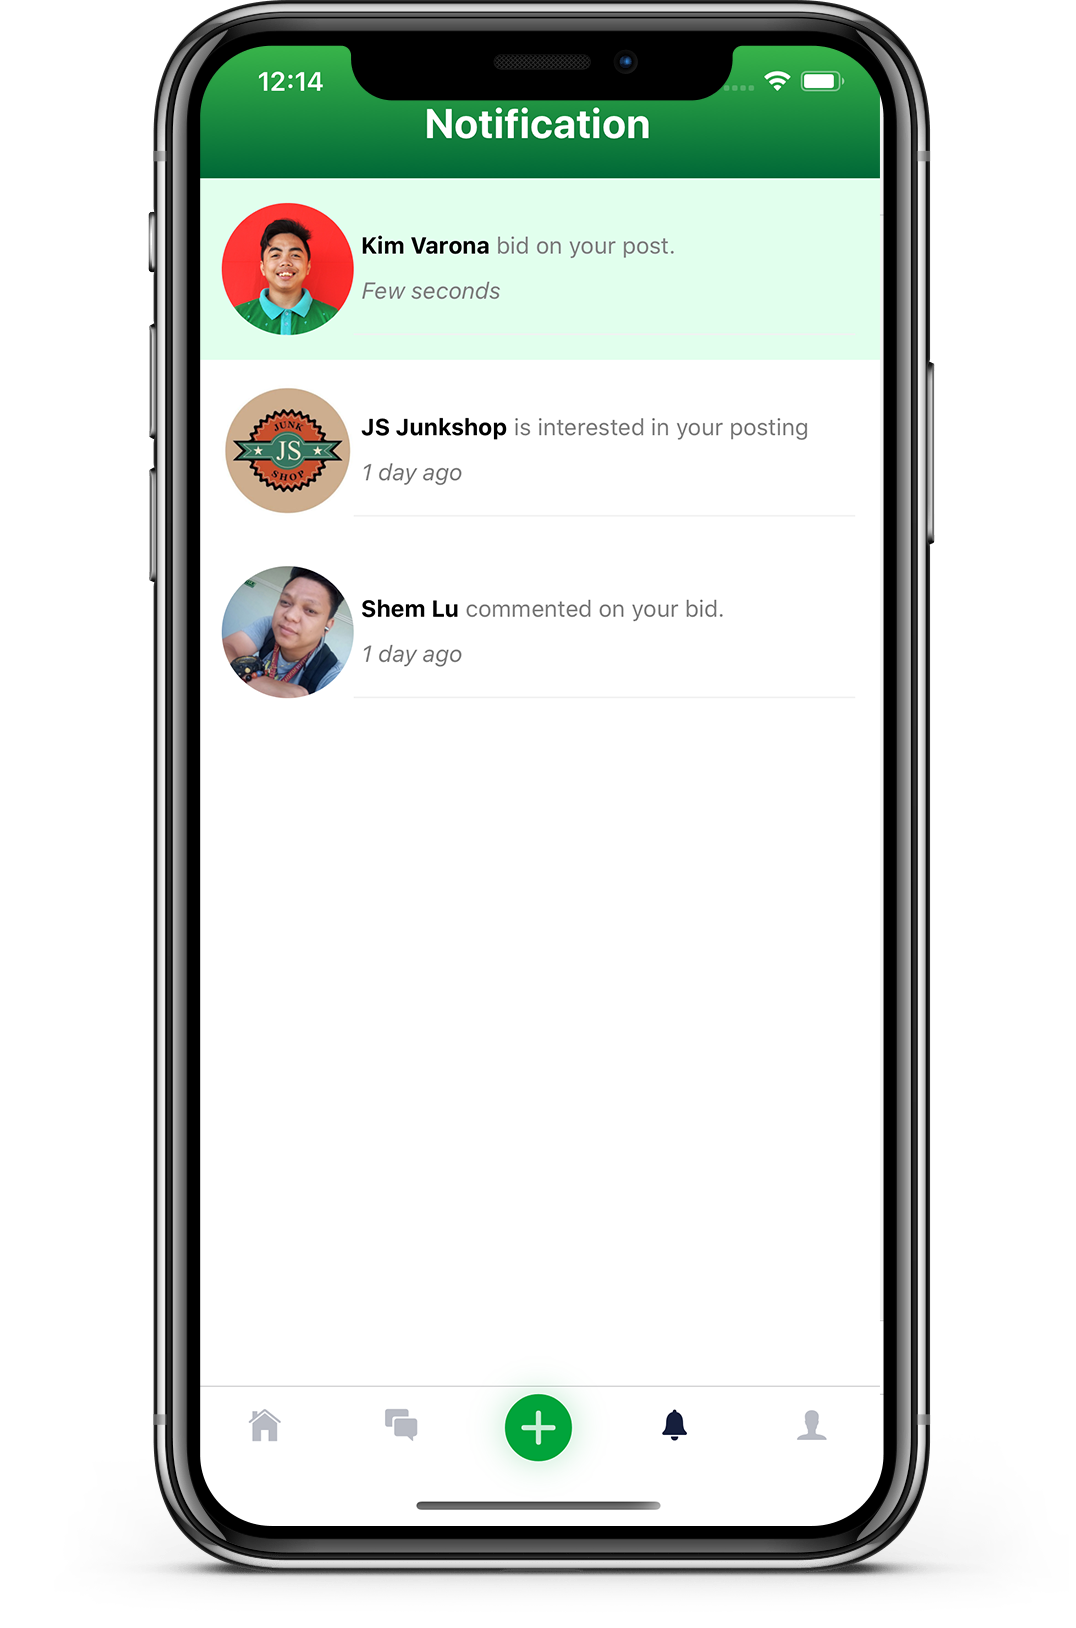 12:14
Notification
Kim Varona bid on your post.
Few seconds
JUNK
JS
SHOP
JS Junkshop is interested in your posting
1 day ago
Shem Lu commented on your bid.
1 day ago